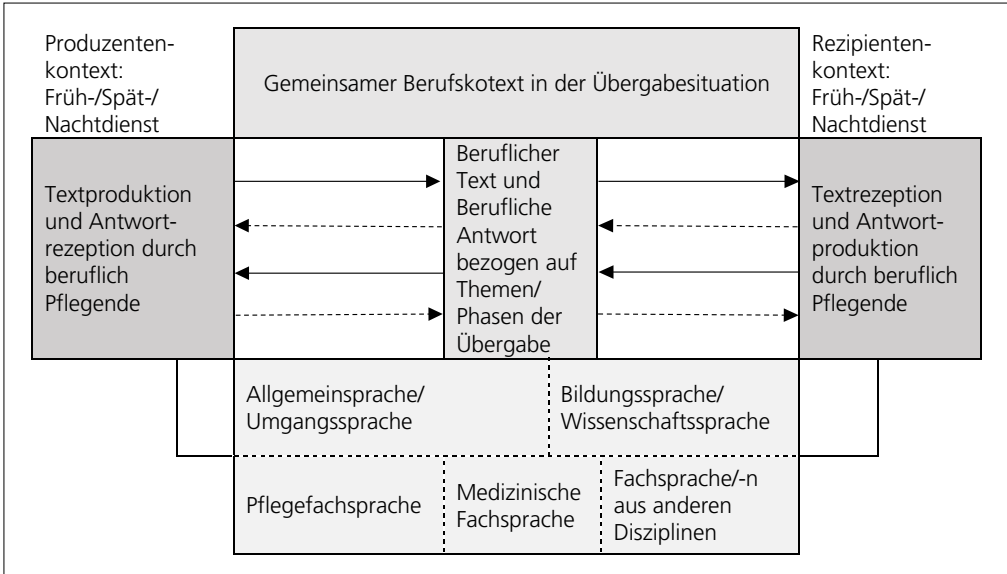 Produzenten-
kontext:
Früh-/Spät-/
Nachtdienst
Gemeinsamer Berufskotext in der Übergabesituation
Rezipienten-
kontext:
Früh-/Spät-/
Nachtdienst
Textproduktion
und Antwort-
rezeption durch
beruflich
Pflegende
Beruflicher
Text und
Berufliche
Antwort
bezogen auf
Themen/
Phasen der
Übergabe
Textrezeption
und Antwort-
produktion
durch beruflich
Pflegende
Allgemeinsprache/
Umgangssprache
Bildungssprache/
Wissenschaftssprache
Pflegefachsprache
Medizinische
Fachsprache
Fachsprache/-n
aus anderen
Disziplinen